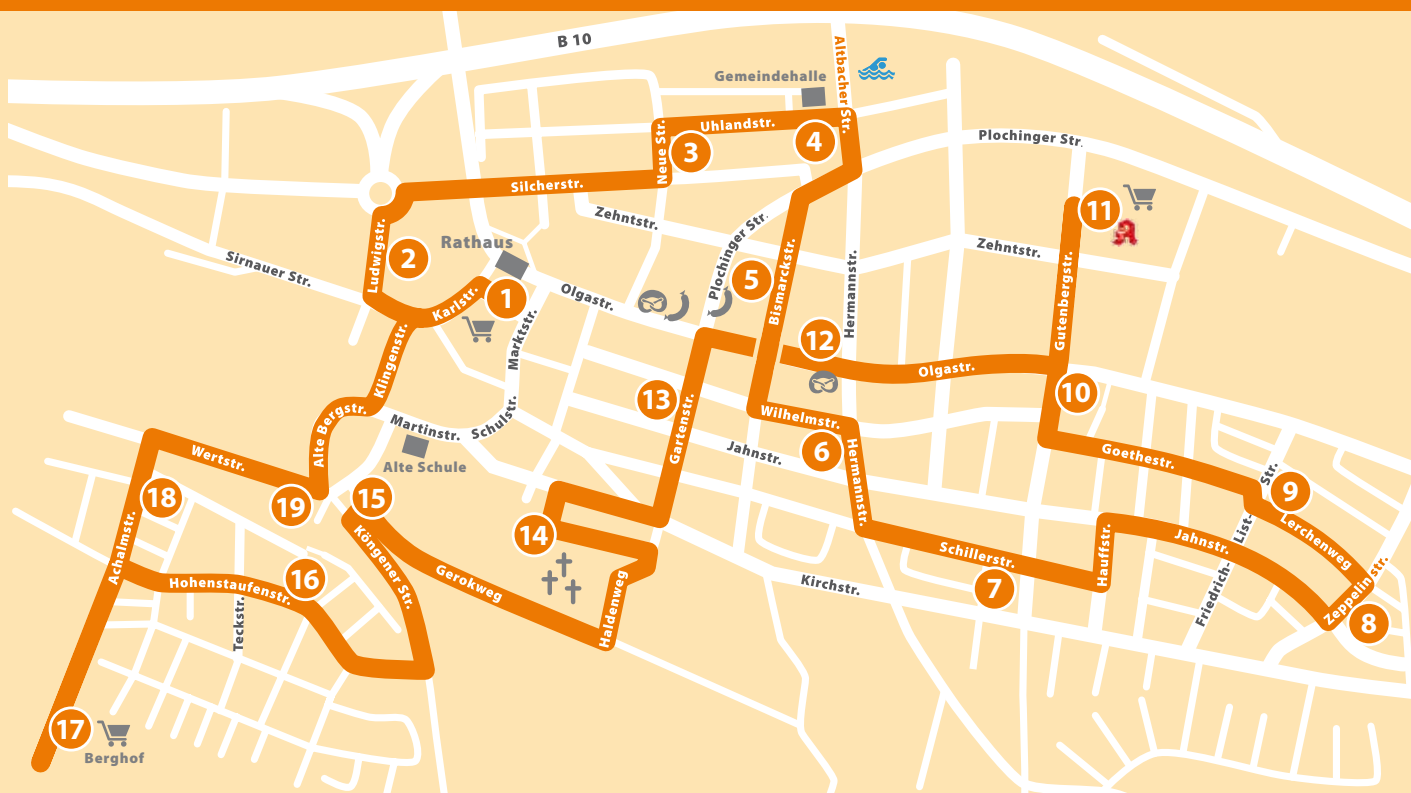 B 10
Altbacher Str.
Gemeindehalle
Uhlandstr.
4
Plochinger Str.
Neue Str.
3
Silcherstr.
11
A
Zehntstr.
Plochinger Str.
Zehntstr.
Rathaus
Ludwigstr.
2
Sirnauer Str.
5
Bismarckstr.
Hermannstr.
Gutenbergstr.
Karlstr.
1
Olgastr.
Marktstr.
12
Klingenstr.
Olgastr.
13
10
Alte Bergstr.
Martinstr.
Schulstr.
Gartenstr.
Wilhelmstr.
6
Hermannstr.
Jahnstr.
Goethestr.
Alte Schule
Wertstr.
18
19
15
9
Friedrich-List-Str.
Lerchenweg
14
Achalmstr.
Köngener Str.
Schillerstr.
7
Hauffstr.
Jahnstr.
Zeppelinstr.
8
Hohenstaufenstr.
16
Gerokweg
Haldenweg
Kirchstr.
Teckstr.
17
Berghof